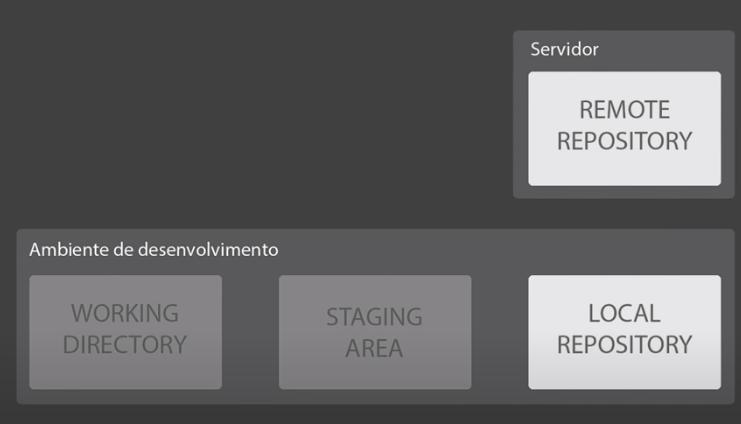 Servidor
REMOTE
REPOSITORY
Ambiente de desenvolvimento
WORKING
DIRECTORY
STAGING
AREA
LOCAL
REPOSITORY